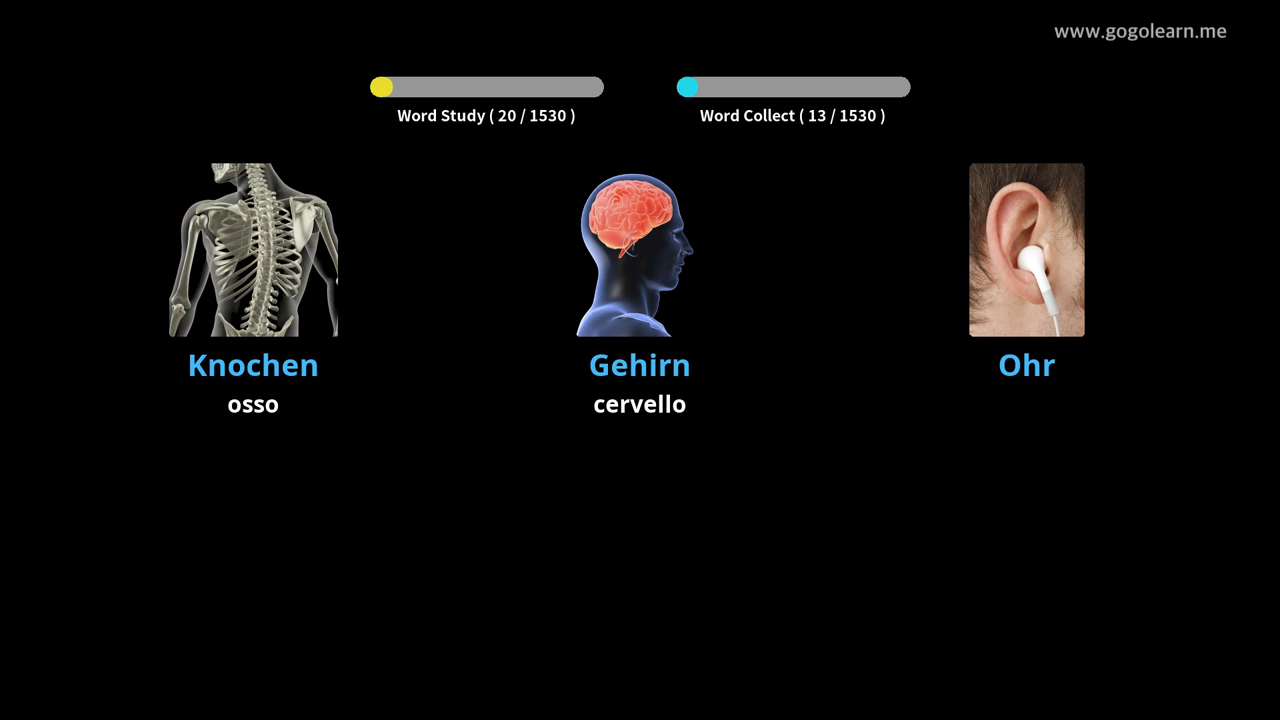 www.gogolearn.me
Word Study ( 20 / 1530 )
Word Collect ( 13 / 1530 )
Knochen
Gehirn
Ohr
osso
cervello